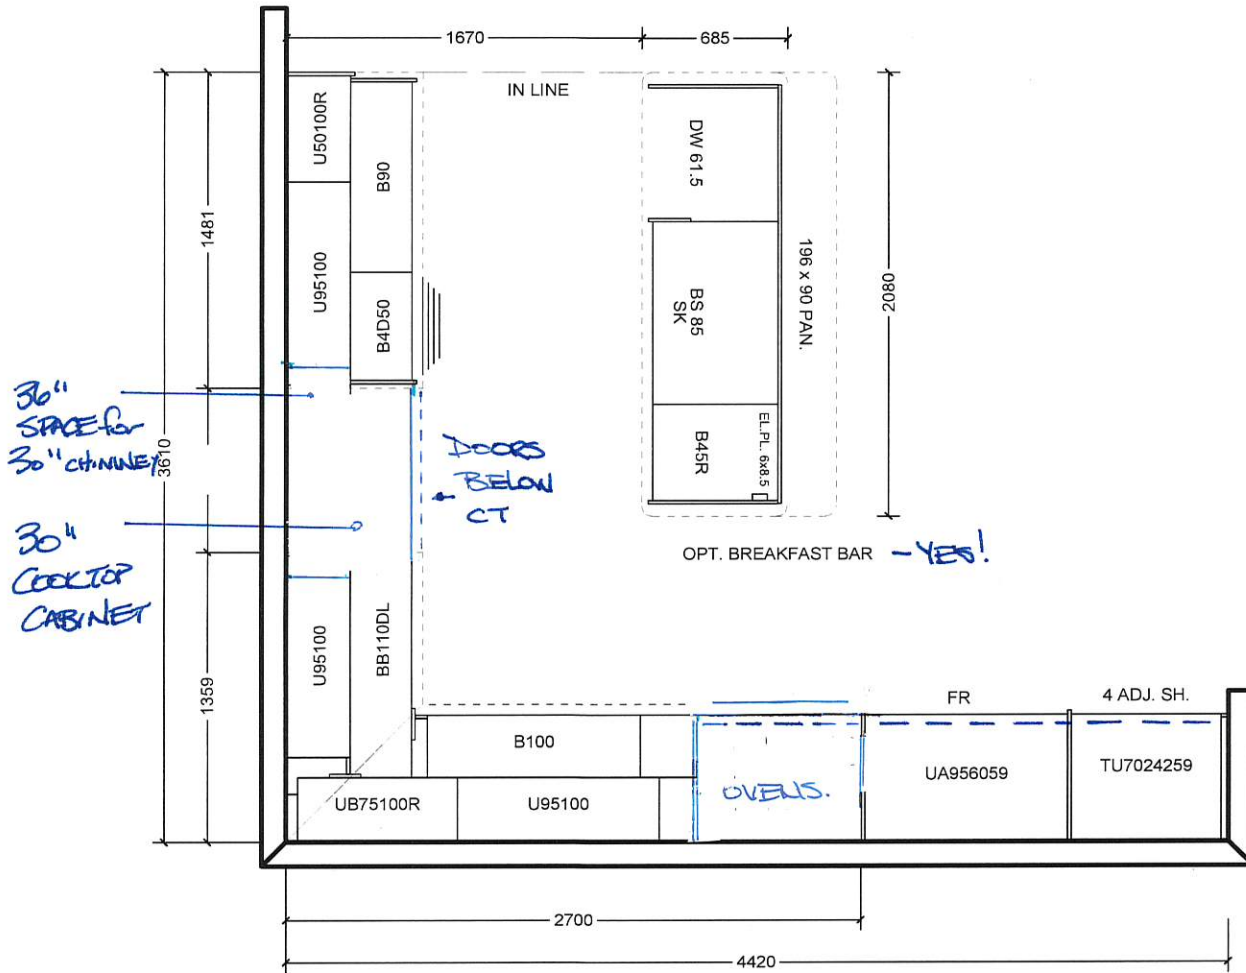 1670
685
IN LINE
U50100R
B90
DW 61.5
1481
U95100
B4D50
BS 85
SK
196 x 90 PAN.
2080
36"
SPACE for
30" CHIMNEY
3610
DOORS
BELOW
CT
B45R
EL.PL. 6x8.5
30"
COOKTOP
CABINET
OPT. BREAKFAST BAR
– YES!
U95100
BB110DL
1359
FR
4 ADJ. SH.
B100
UB75100R
U95100
OVENS.
UA956059
TU7024259
2700
4420